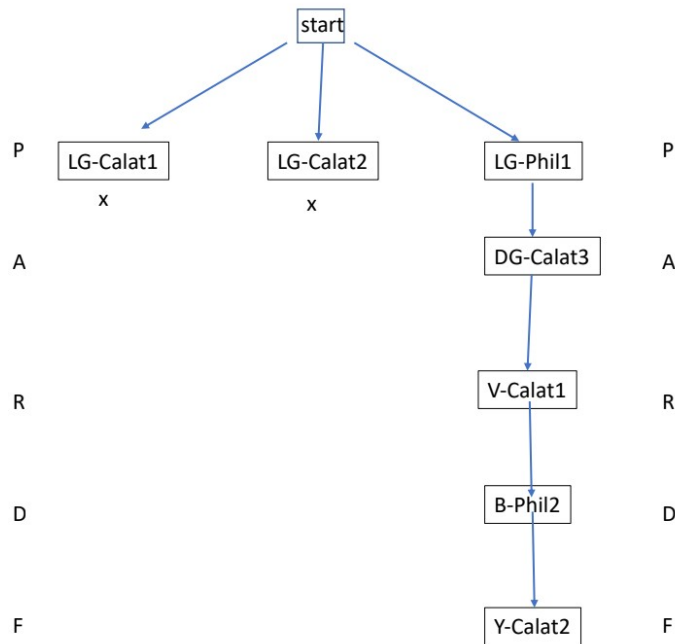 start
P LG-Calat1 LG-Calat2 LG-Phil1 P
x x
A DG-Calat3 A
R V-Calat1 R
D B-Phil2 D
F Y-Calat2 F